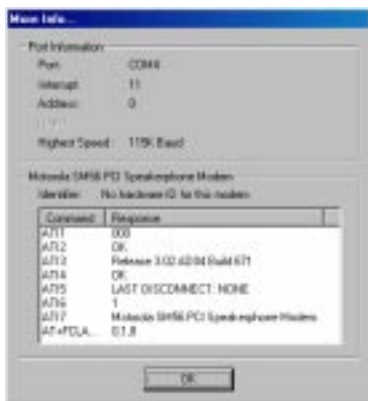 More Info...
Port Information
Port: COM4
Interrupt: 11
Address: 0
Highest Speed: 115K Baud
Motorola SM56 PCI Speakerphone Modem
Identifier: No hardware ID for this modem
Command Response
ATI1 000
ATI2 OK
ATI3 Release 3.02 Build 671
ATI4 OK
ATI5 LAST DISCONNECT: NONE
ATI6 1
ATI7 Motorola SM56 PCI Speakerphone Modem
AT+FCLA... 0,1,8
OK